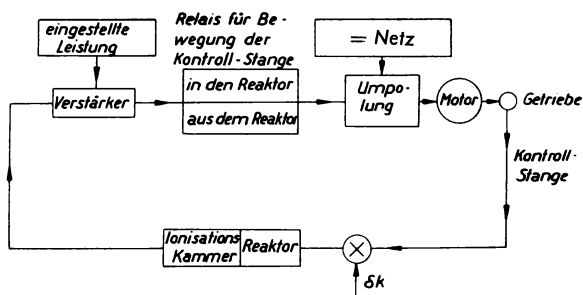 eingestellte
Leistung
Relais für Be-
wegung der
Kontroll-Stange
= Netz
Verstärker
in den Reaktor
aus dem Reaktor
Umpo-
lung
Motor
Getriebe
Kontroll-
Stange
Ionisations
Kammer
Reaktor
δk